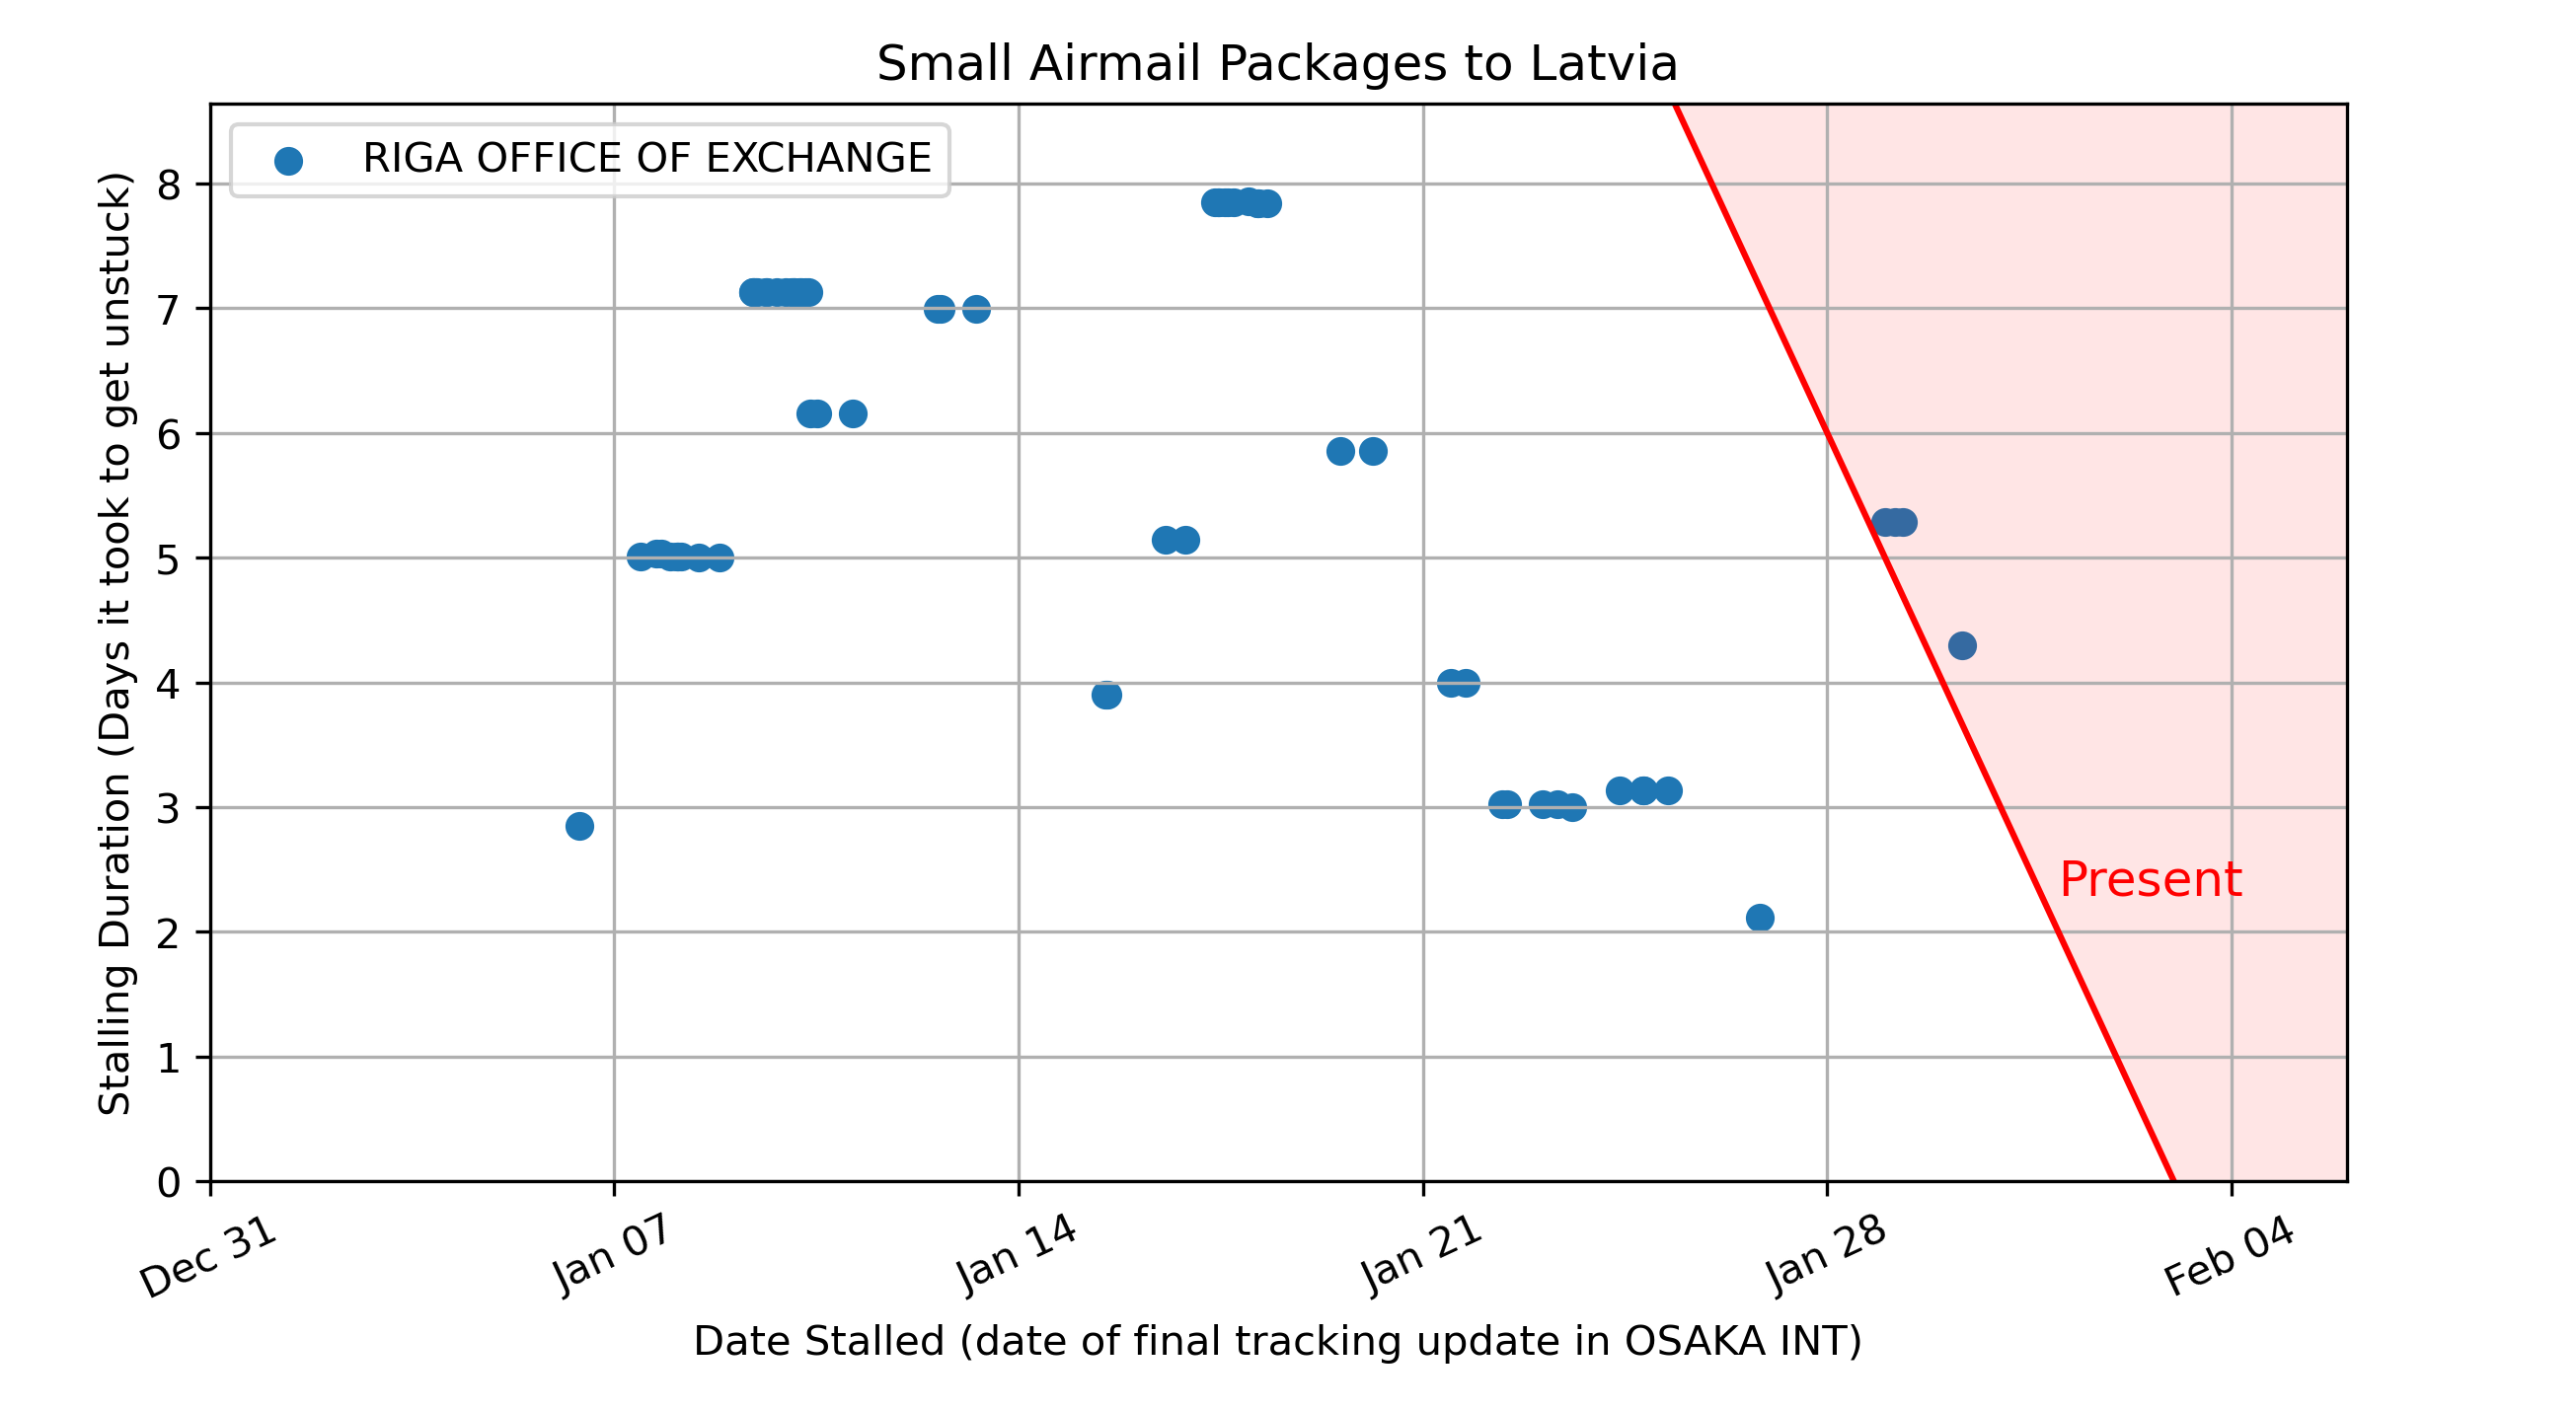 Small Airmail Packages to Latvia
RIGA OFFICE OF EXCHANGE
Stalling Duration (Days it took to get unstuck)
8
7
6
5
4
3
2
1
0
Present
Dec 31
Jan 07
Jan 14
Jan 21
Jan 28
Feb 04
Date Stalled (date of final tracking update in OSAKA INT)